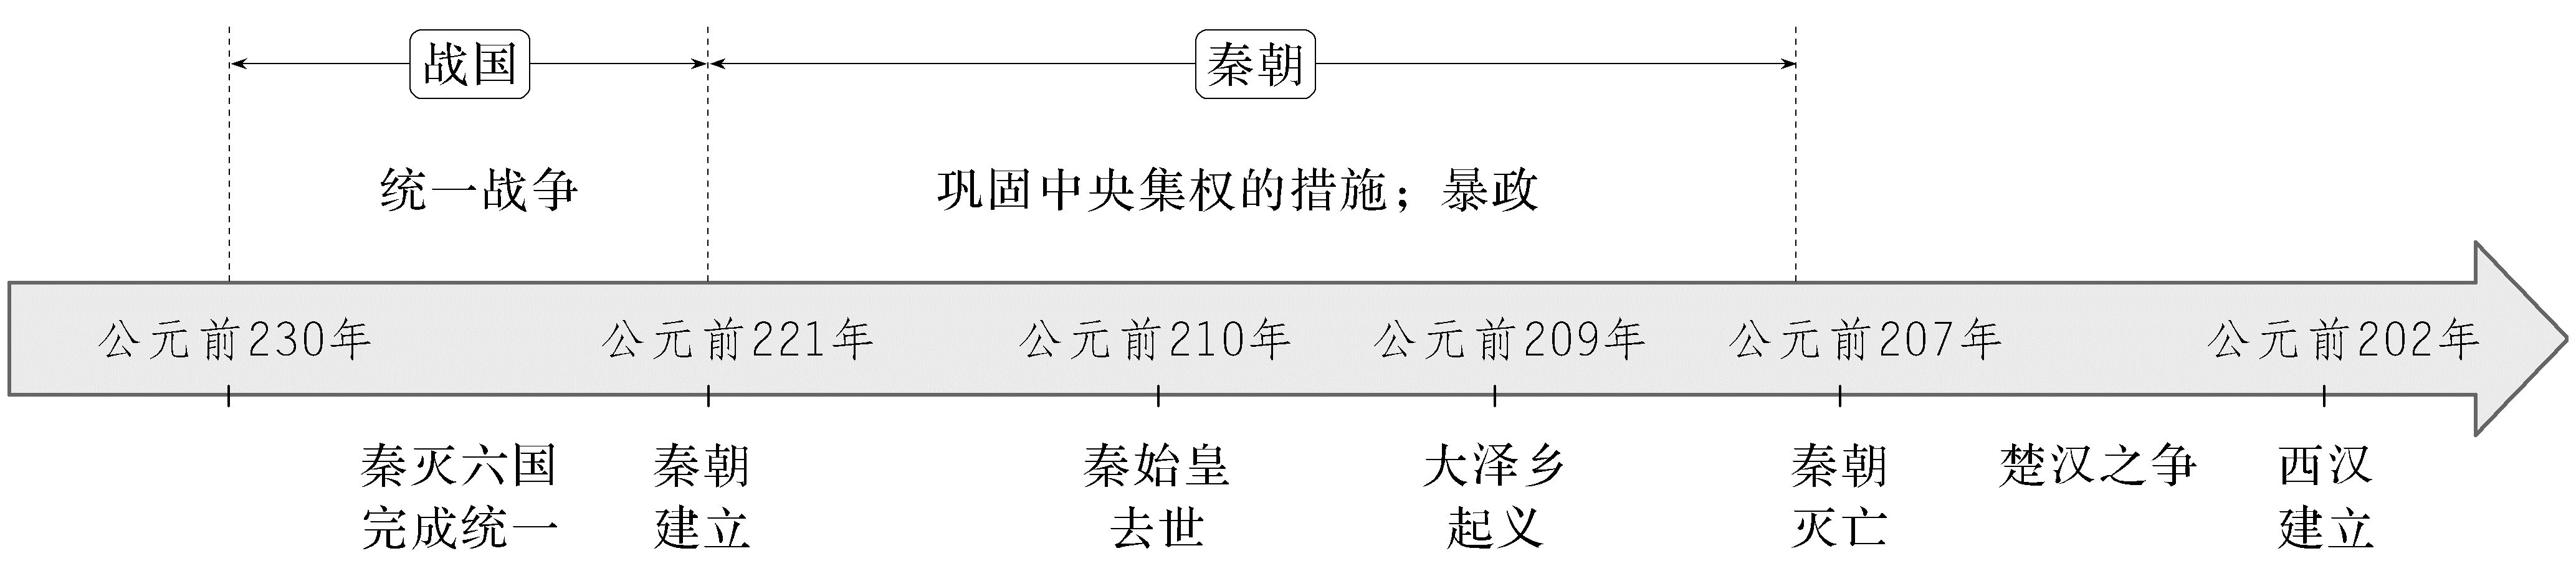 战国
秦朝
统一战争
巩固中央集权的措施；暴政
公元前230年
公元前221年
公元前210年
公元前209年
公元前207年
公元前202年
秦灭六国
完成统一
秦朝
建立
秦始皇
去世
大泽乡
起义
秦朝
灭亡
楚汉之争
西汉
建立